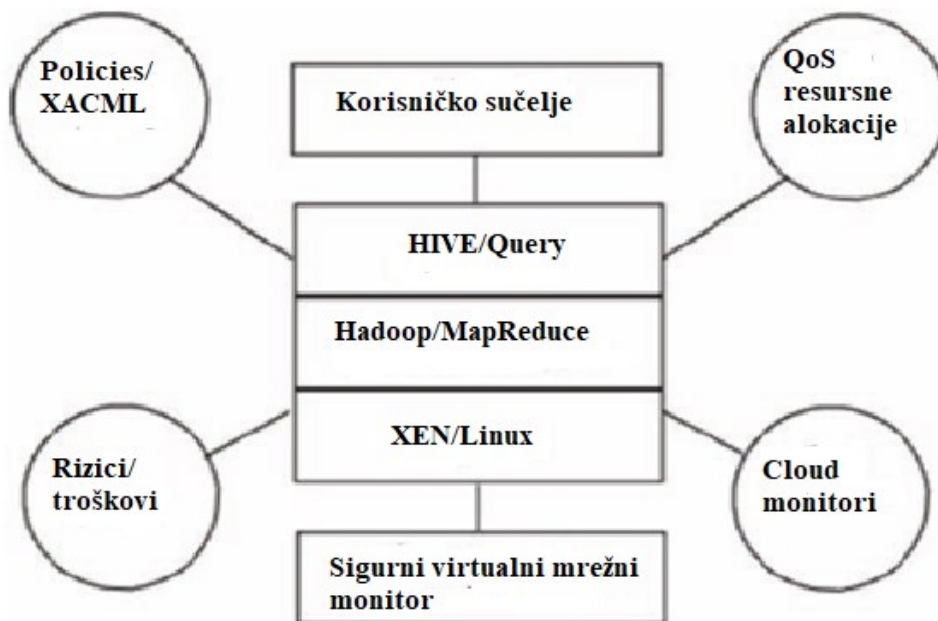 Policies/
XACML
Korisničko sučelje
QoS
resursne
alokacije
HIVE/Query
Hadoop/MapReduce
XEN/Linux
Rizici/
troškovi
Cloud
monitori
Sigurni virtualni mrežni
monitor